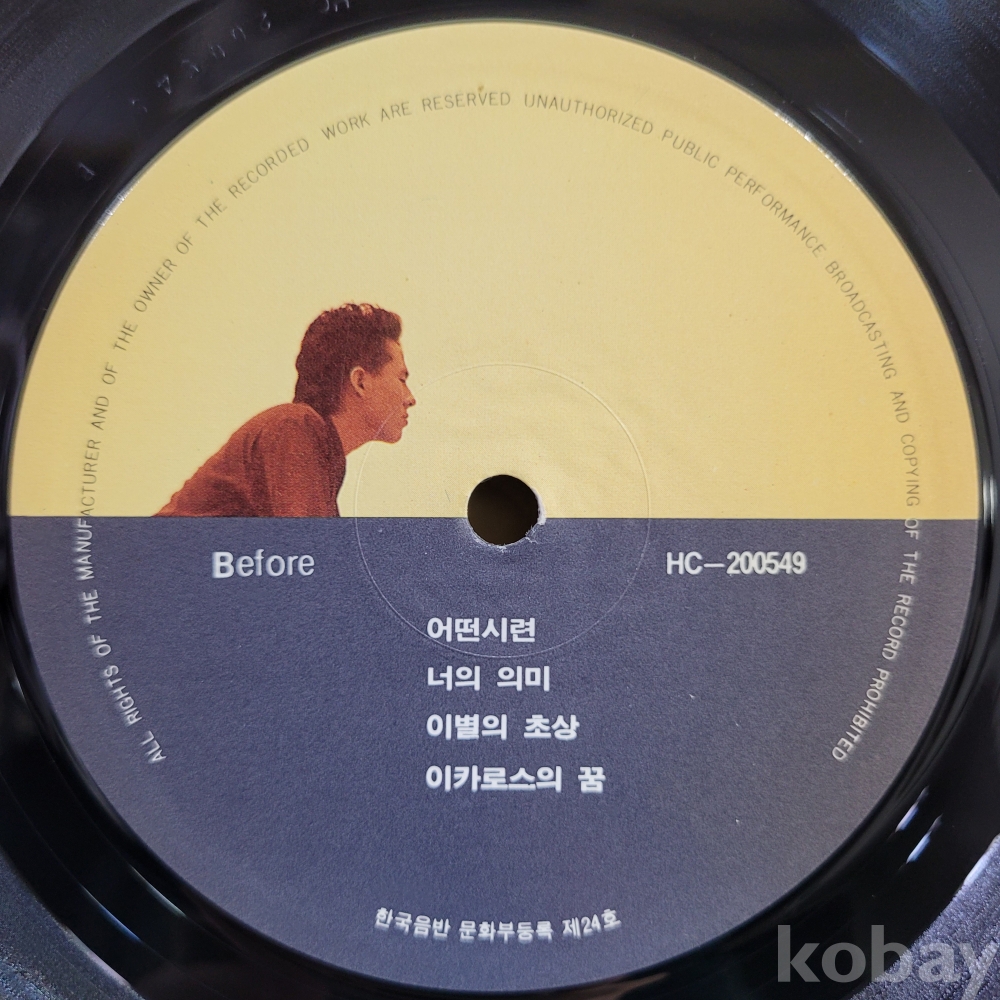 ALL RIGHTS OF THE MANUFACTURER AND OF THE OWNER OF THE RECORDED WORK ARE RESERVED UNAUTHORIZED PUBLIC PERFORMANCE BROADCASTING AND COPYING OF THE RECORD PROHIBITED
Before
HC-200549
어떤시련
너의 의미
이별의 초상
이카로스의 꿈
한국음반 문화부등록 제24호
kobay